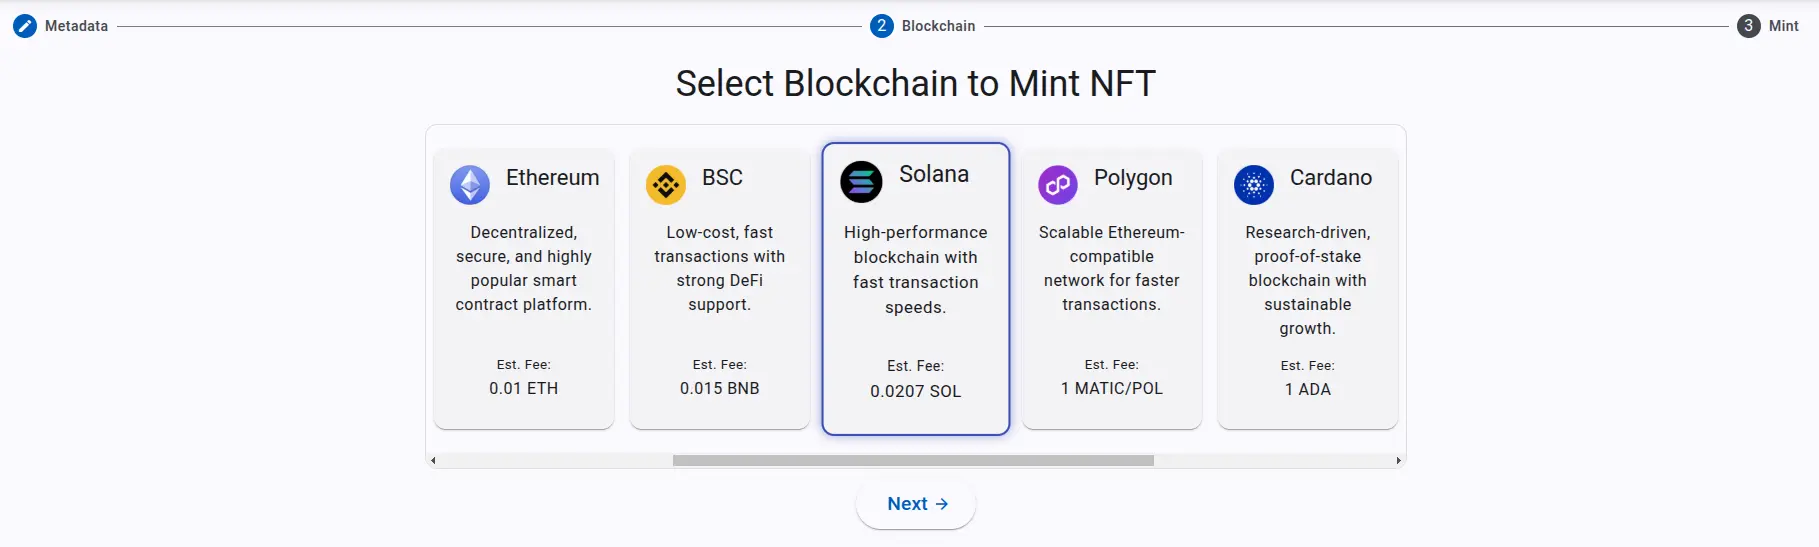 Metadata
2 Blockchain
3 Mint
Select Blockchain to Mint NFT
Ethereum
Decentralized,
secure, and highly
popular smart
contract platform.
Est. Fee:
0.01 ETH
BSC
Low-cost, fast
transactions with
strong DeFi
support.
Est. Fee:
0.015 BNB
Solana
High-performance
blockchain with
fast transaction
speeds.
Est. Fee:
0.0207 SOL
Polygon
Scalable Ethereum-
compatible
network for faster
transactions.
Est. Fee:
1 MATIC/POL
Cardano
Research-driven,
proof-of-stake
blockchain with
sustainable
growth.
Est. Fee:
1 ADA
Next →